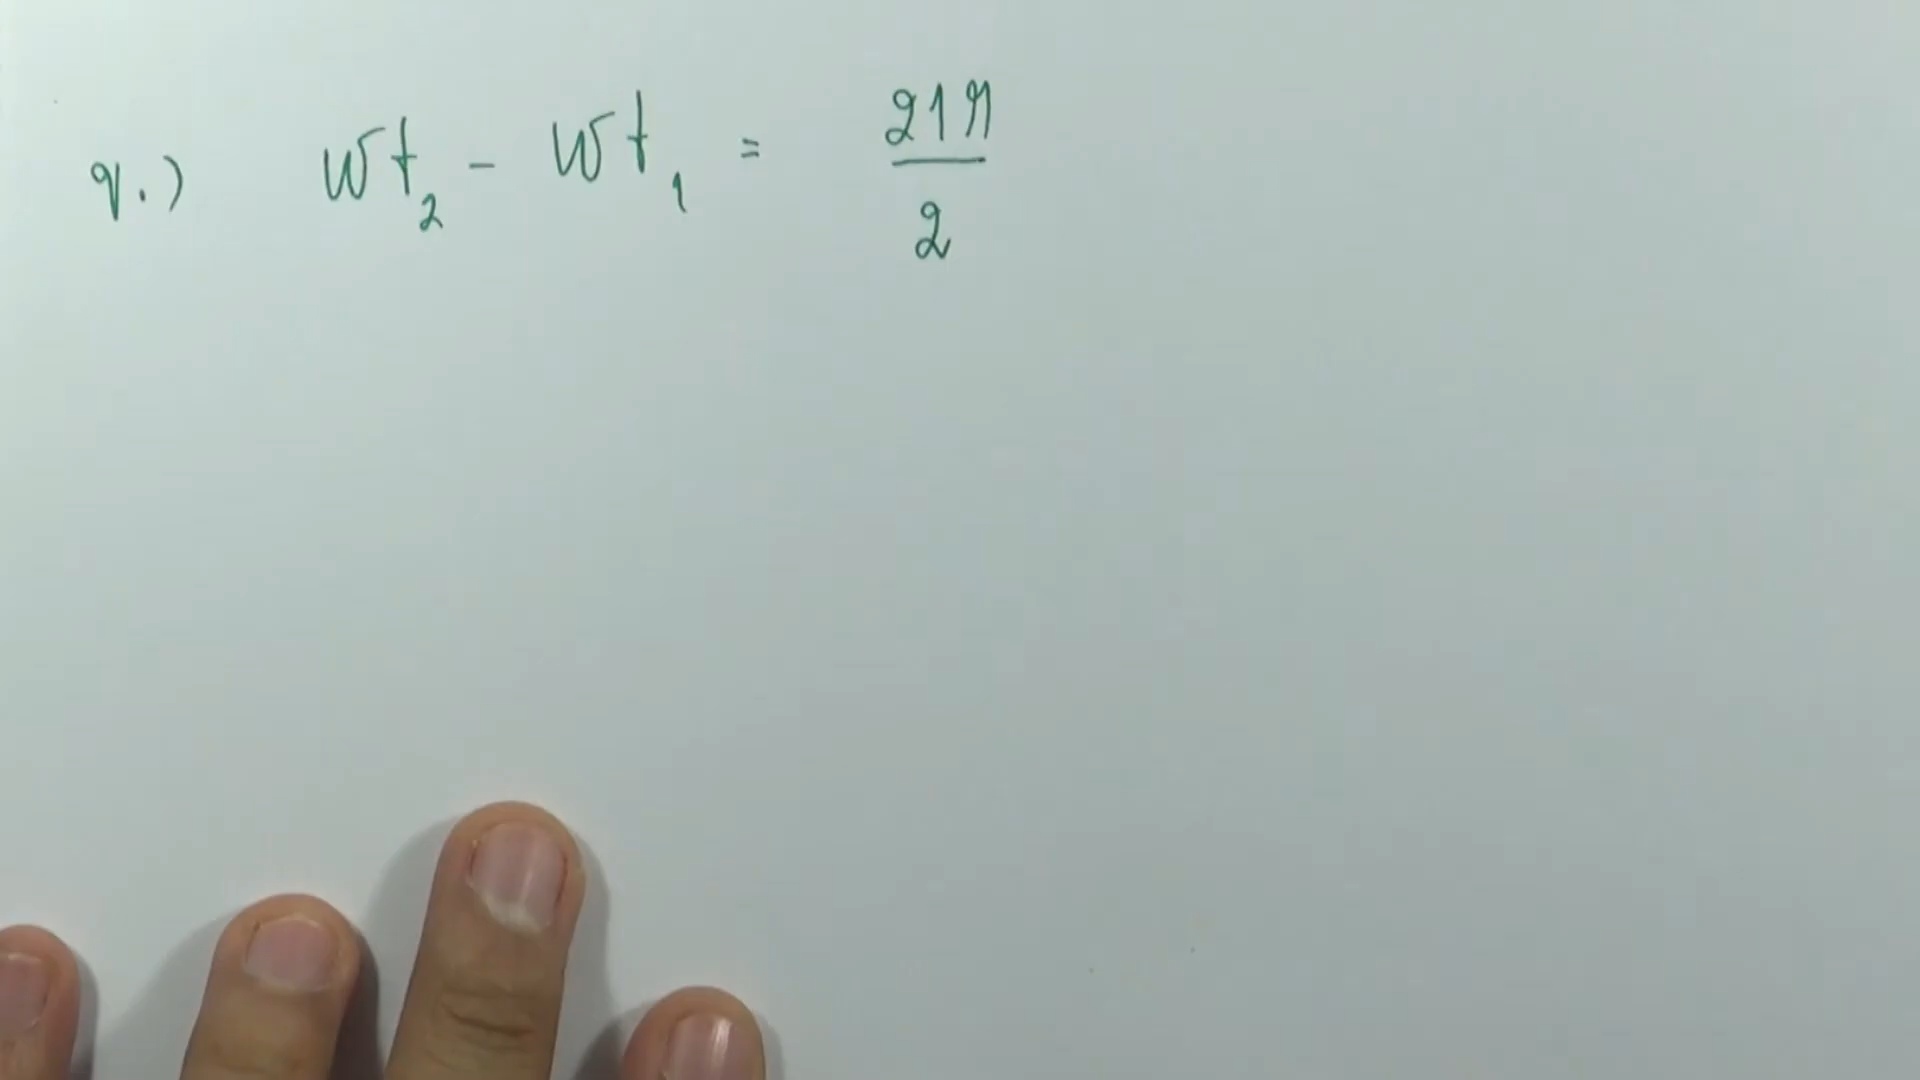 9.) wt₂ - wt₁ = 21π/2